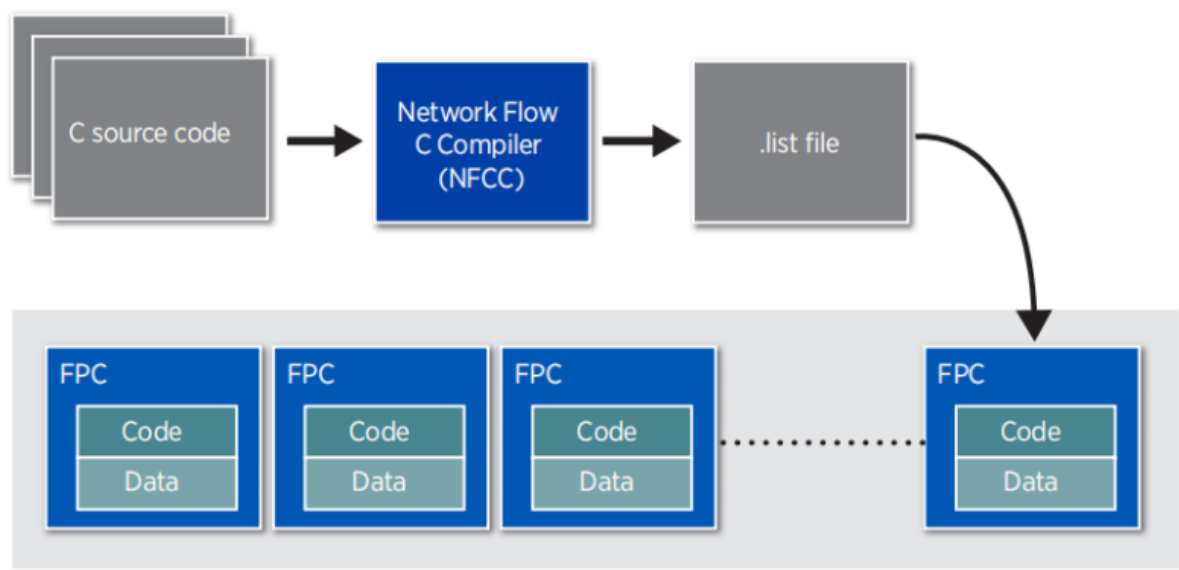 C source code
Network Flow
C Compiler
(NFCC)
.list file
FPC
Code
Data
FPC
Code
Data
FPC
Code
Data
FPC
Code
Data